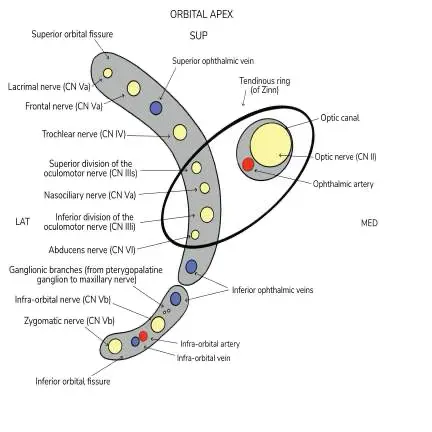 ORBITAL APEX
SUP
Superior orbital fissure
Superior ophthalmic vein
Tendinous ring
(of Zinn)
Lacrimal nerve (CN Va)
Frontal nerve (CN Va)
Optic canal
Trochlear nerve (CN IV)
Optic nerve (CN II)
Superior division of the
oculomotor nerve (CN IIIs)
Ophthalmic artery
Nasociliary nerve (CN Va)
Inferior division of the
oculomotor nerve (CN IIIi)
LAT
MED
Abducens nerve (CN VI)
Ganglionic branches (from pterygopalatine
ganglion to maxillary nerve)
Inferior ophthalmic veins
Infra-orbital nerve (CN Vb)
Zygomatic nerve (CN Vb)
Infra-orbital artery
Infra-orbital vein
Inferior orbital fissure